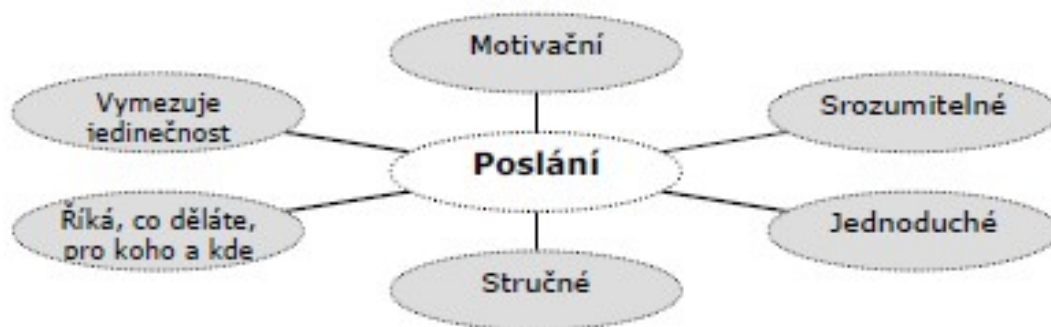 Motivační
Vymezuje
jedinečnost
Srozumitelné
Poslání
Říká, co děláte,
pro koho a kde
Jednoduché
Stručné